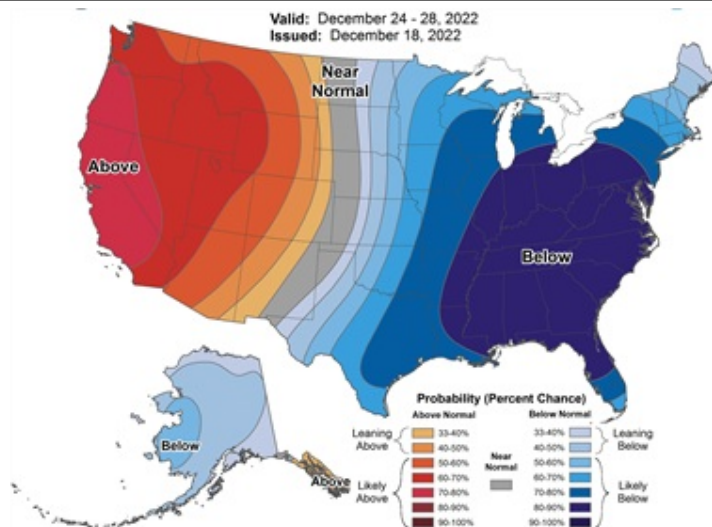 Valid: December 24 - 28, 2022
Issued: December 18, 2022
Near
Normal
Above
Below
Below
Above
Probability (Percent Chance)
Above Normal
Below Normal
Leaning
Above
33-40%
40-50%
Likely
Above
50-60%
60-70%
70-80%
80-90%
90-100%
Near
Normal
33-40%
40-50%
Leaning
Below
50-60%
60-70%
70-80%
80-90%
90-100%
Likely
Below